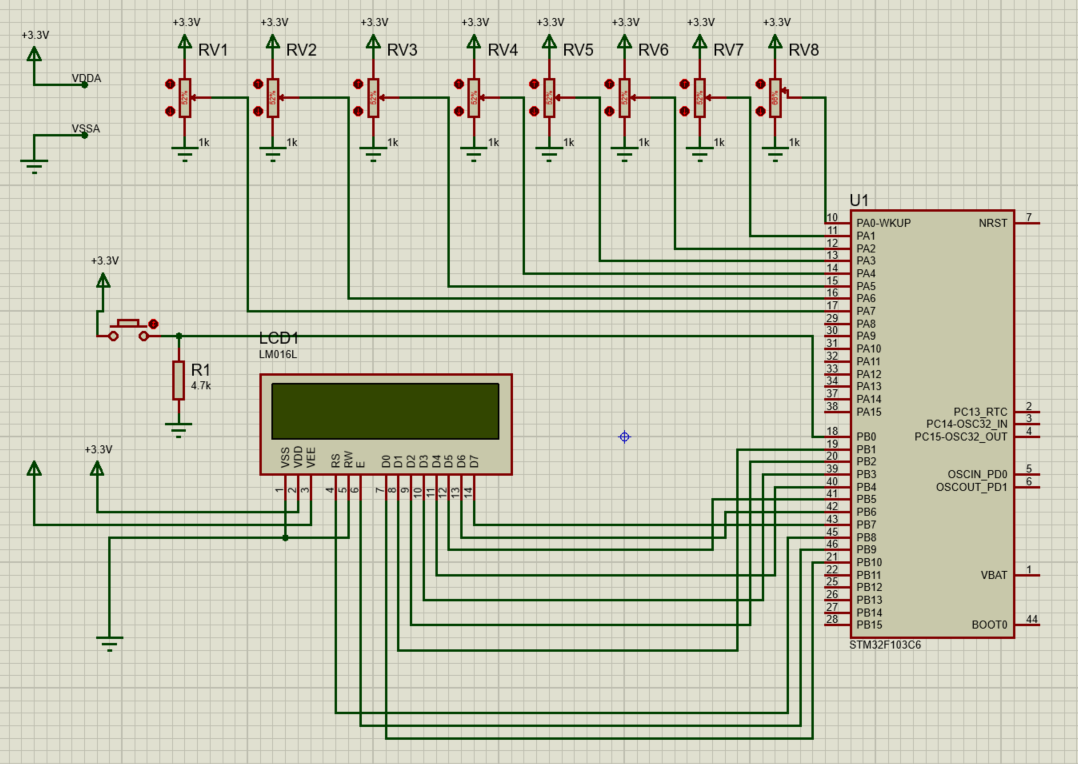 +3.3V +3.3V +3.3V +3.3V +3.3V +3.3V +3.3V +3.3V
+3.3V
RV1 RV2 RV3 RV4 RV5 RV6 RV7 RV8
VDDA
VSSA
1k 1k 1k 1k 1k 1k 1k 1k
U1
10 PA0-WKUP NRST 7
11 PA1
12 PA2
13 PA3
14 PA4
15 PA5
16 PA6
17 PA7
29 PA8
30 PA9
31 PA10
32 PA11
33 PA12
34 PA13
37 PA14
38 PA15 PC13_RTC 2
PC14-OSC32_IN 3
18 PB0 PC15-OSC32_OUT 4
19 PB1
20 PB2
39 PB3 OSCIN_PD0 5
40 PB4 OSCOUT_PD1 6
41 PB5
42 PB6
43 PB7
45 PB8
46 PB9
21 PB10
22 PB11 VBAT 1
25 PB12
26 PB13
27 PB14
28 PB15 BOOT0 44
STM32F103C6
+3.3V
R1
4.7k
LCD1
LM016L
+3.3V
VSS VDD VEE RS RW E D0 D1 D2 D3 D4 D5 D6 D7
1 2 3 4 5 6 7 8 9 10 11 12 13 14